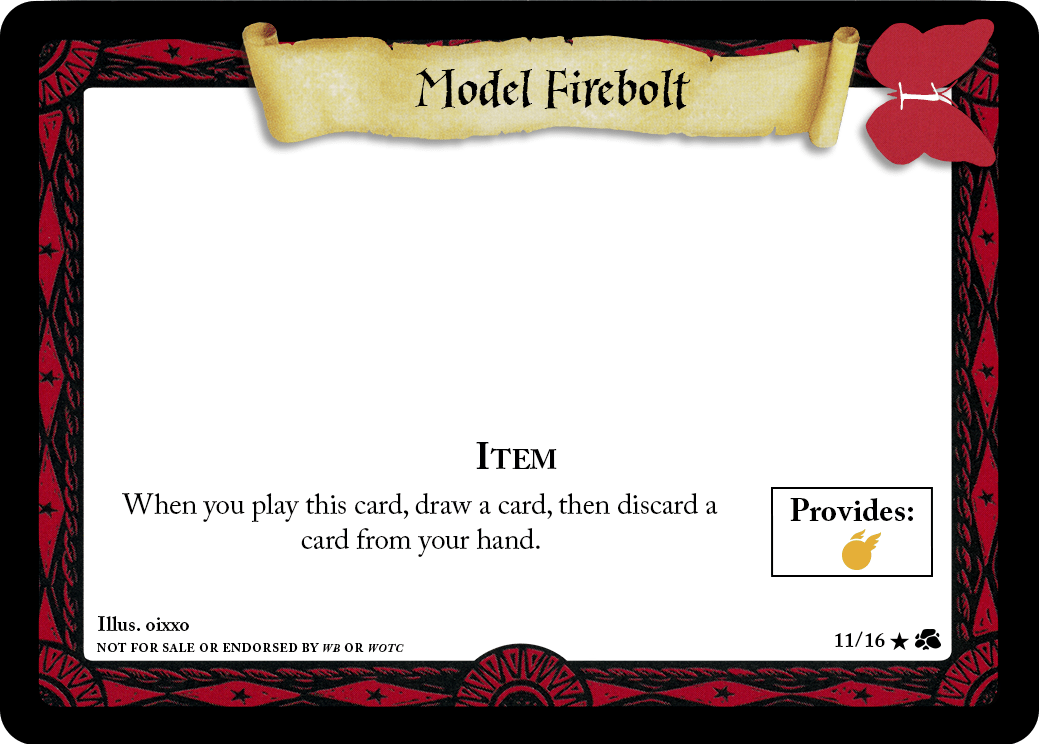 Model Firebolt
Item
When you play this card, draw a card, then discard a
card from your hand.
Provides:
Illus. oixxo
NOT FOR SALE OR ENDORSED BY WB OR WOTC
11/16 ★